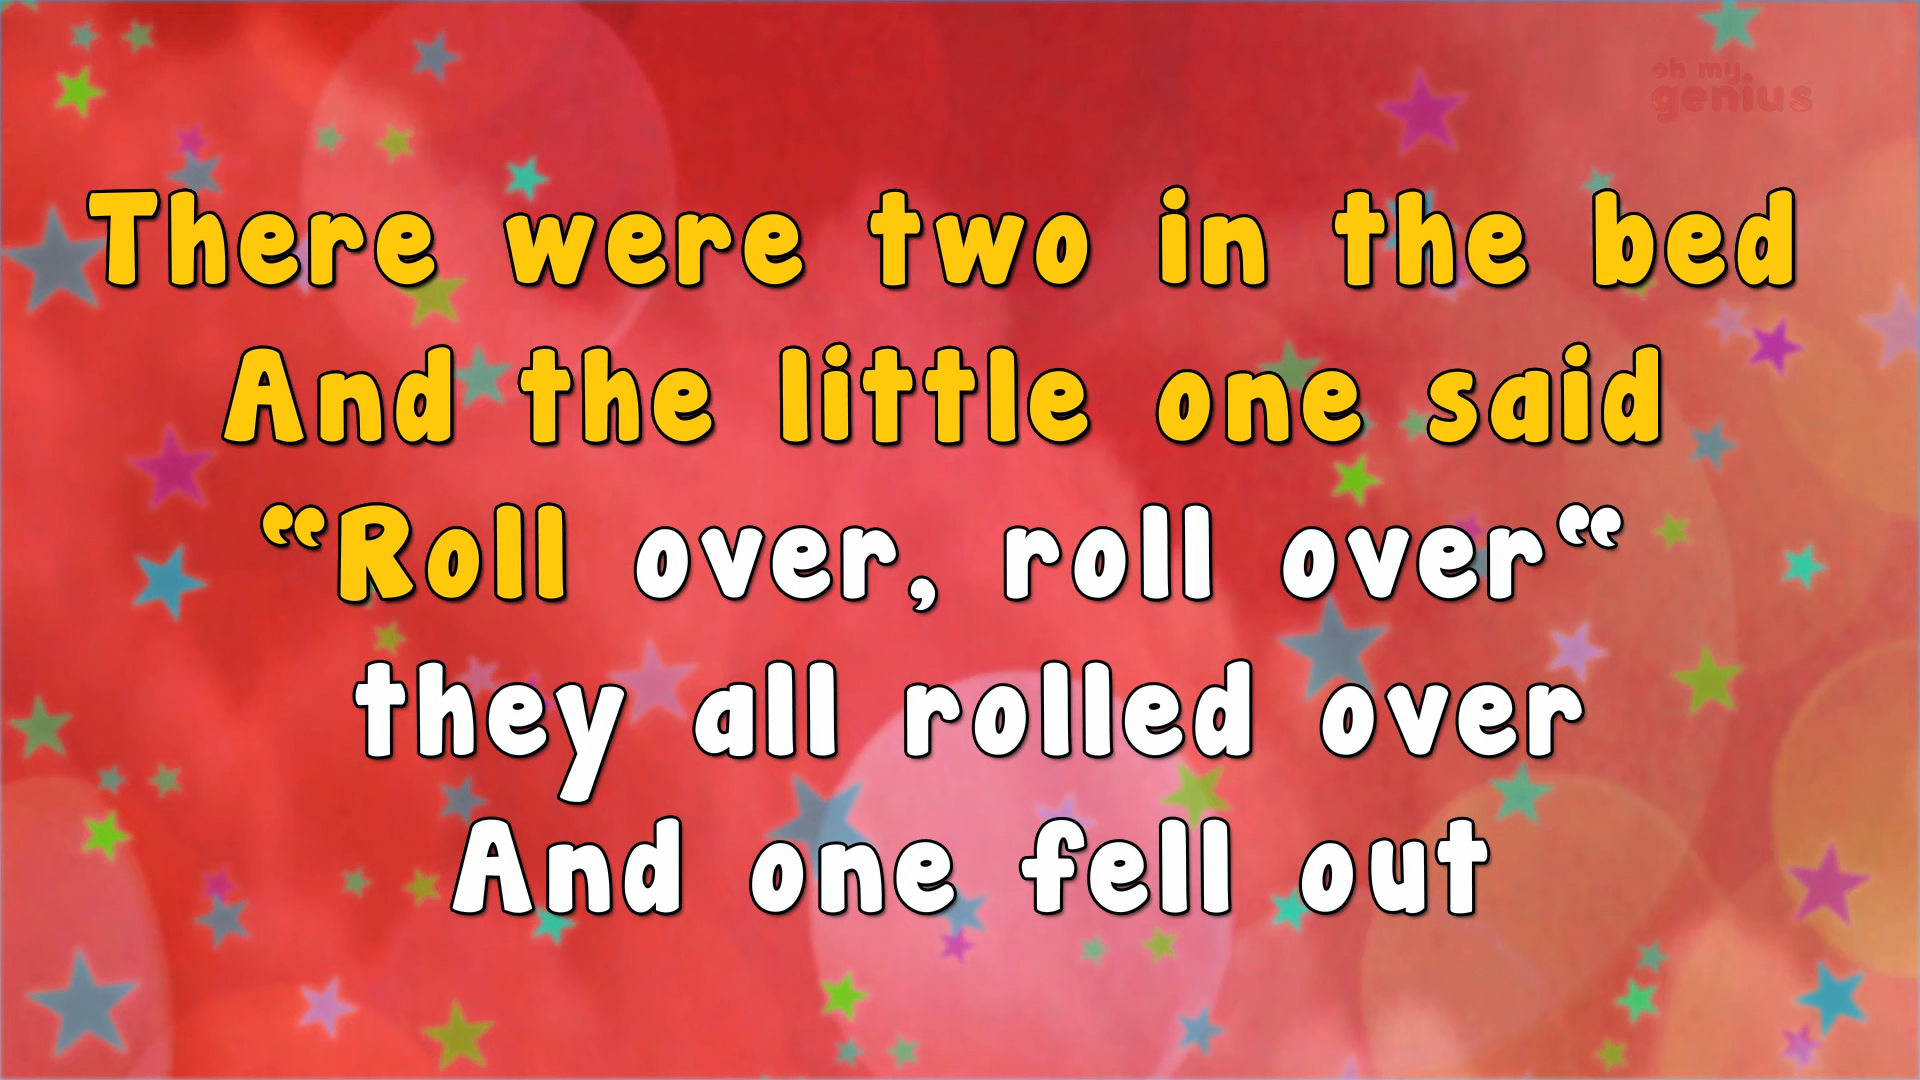 oh my
genius
There were two in the bed
And the little one said
“Roll over, roll over“
they all rolled over
And one fell out